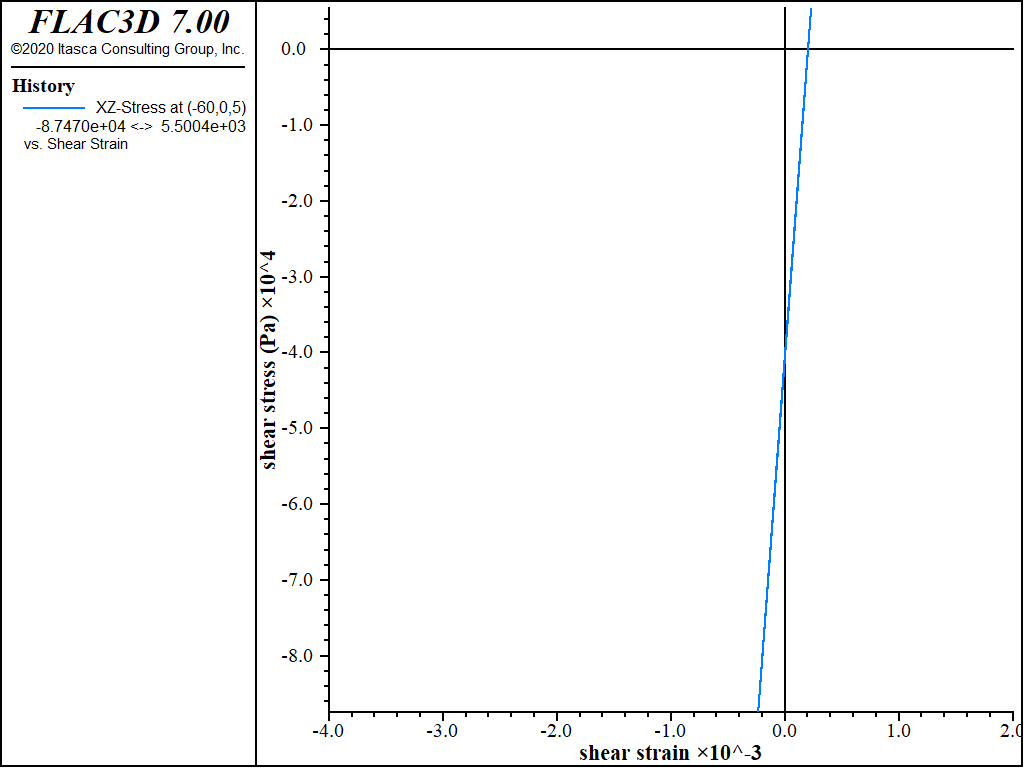 FLAC3D 7.00
©2020 Itasca Consulting Group, Inc.
History
XZ-Stress at (-60,0,5)
-8.7470e+04 <-> 5.5004e+03
vs. Shear Strain
shear stress (Pa) ×10^4
0.0
-1.0
-2.0
-3.0
-4.0
-5.0
-6.0
-7.0
-8.0
-4.0 -3.0 -2.0 -1.0 0.0 1.0 2.0
shear strain ×10^-3